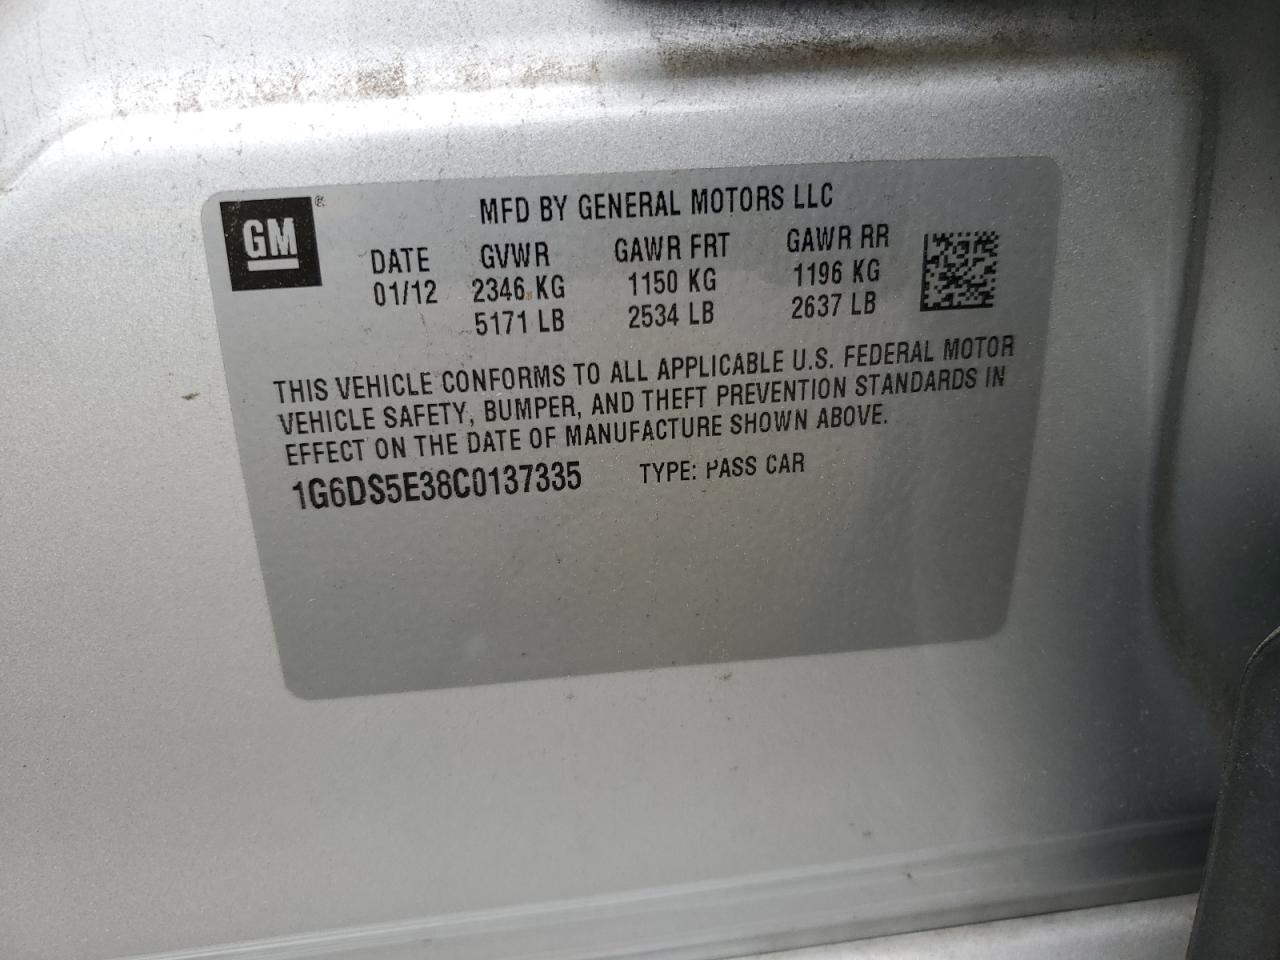 GM ®
MFD BY GENERAL MOTORS LLC
DATE GVWR GAWR FRT GAWR RR
01/12 2346 KG 1150 KG 1196 KG
5171 LB 2534 LB 2637 LB
THIS VEHICLE CONFORMS TO ALL APPLICABLE U.S. FEDERAL MOTOR
VEHICLE SAFETY, BUMPER, AND THEFT PREVENTION STANDARDS IN
EFFECT ON THE DATE OF MANUFACTURE SHOWN ABOVE.
1G6DS5E38C0137335 TYPE: PASS CAR